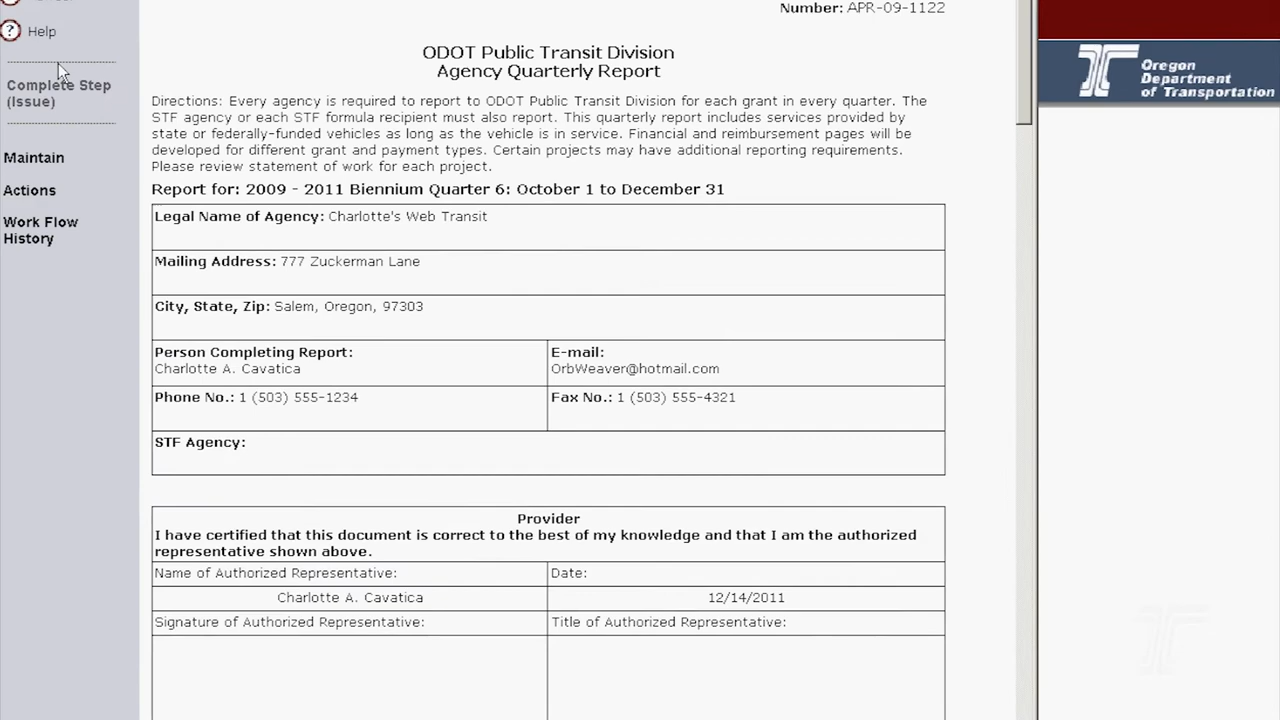 Number: APR-09-1122
? Help
Complete Step
(Issue)
Maintain
Actions
Work Flow
History
ODOT Public Transit Division
Agency Quarterly Report
Directions: Every agency is required to report to ODOT Public Transit Division for each grant in every quarter. The
STF agency or each STF formula recipient must also report. This quarterly report includes services provided by
state or federally-funded vehicles as long as the vehicle is in service. Financial and reimbursement pages will be
developed for different grant and payment types. Certain projects may have additional reporting requirements.
Please review statement of work for each project.
Report for: 2009 - 2011 Biennium Quarter 6: October 1 to December 31
Legal Name of Agency: Charlotte's Web Transit
Mailing Address: 777 Zuckerman Lane
City, State, Zip: Salem, Oregon, 97303
Person Completing Report:
Charlotte A. Cavatica
E-mail:
OrbWeaver@hotmail.com
Phone No.: 1 (503) 555-1234
Fax No.: 1 (503) 555-4321
STF Agency:
Provider
I have certified that this document is correct to the best of my knowledge and that I am the authorized
representative shown above.
Name of Authorized Representative:
Date:
Charlotte A. Cavatica
12/14/2011
Signature of Authorized Representative:
Title of Authorized Representative:
Oregon
Department
of Transportation